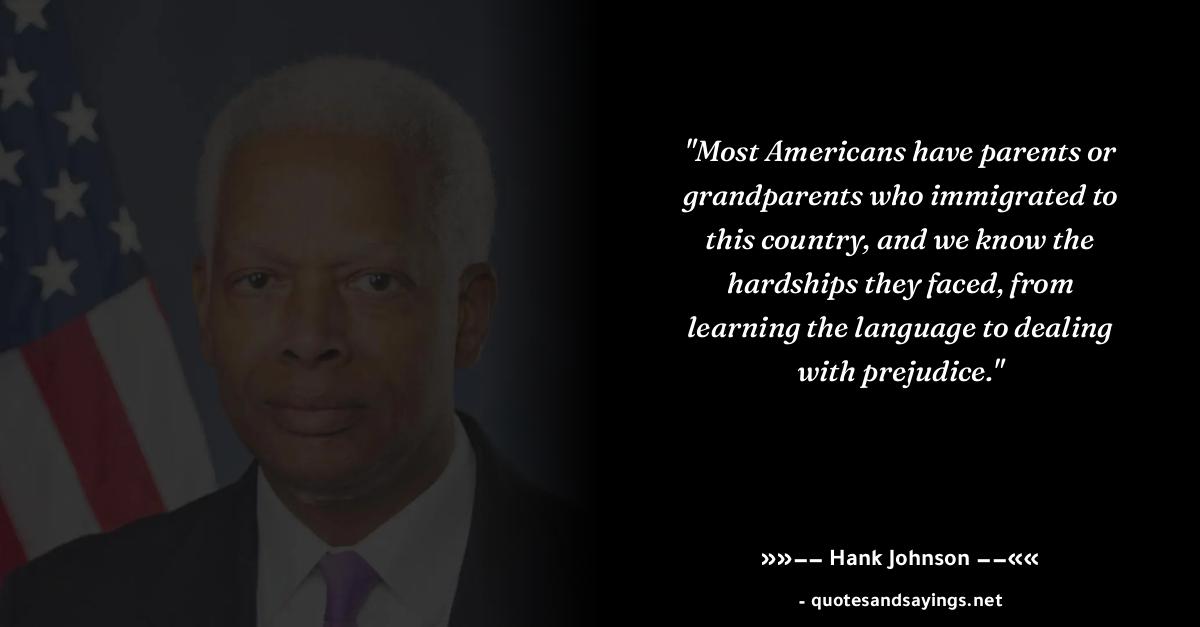 "Most Americans have parents or
grandparents who immigrated to
this country, and we know the
hardships they faced, from
learning the language to dealing
with prejudice."
»»―― Hank Johnson ――««
- quotesandsayings.net